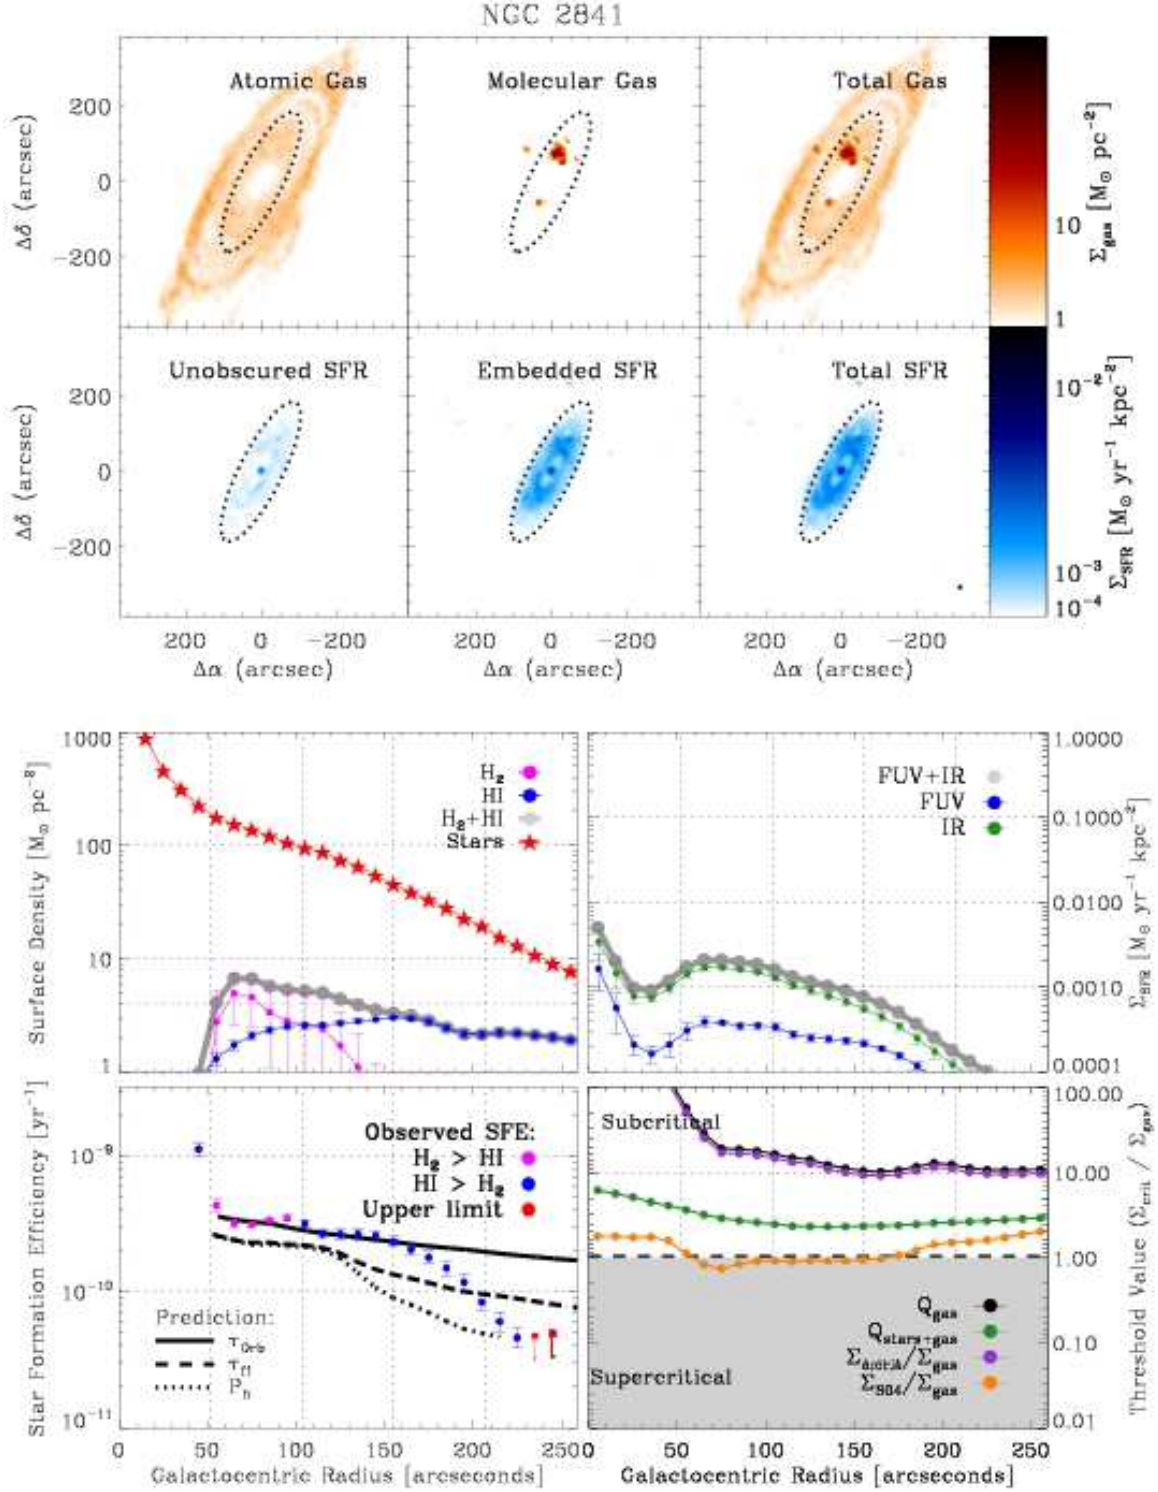 NGC 2841
Atomic Gas
Molecular Gas
Total Gas
200
0
−200
Δδ (arcsec)
10
1
Σgas [M⊙ pc−2]
Unobscured SFR
Embedded SFR
Total SFR
200
0
−200
Δδ (arcsec)
10−2
10−3
10−4
ΣSFR [M⊙ yr−1 kpc−2]
200 0 −200
200 0 −200
200 0 −200
Δα (arcsec)
Δα (arcsec)
Δα (arcsec)
1000
100
10
1
Surface Density [M⊙ pc−2]
H2
HI
H2+HI
Stars
FUV+IR
FUV
IR
1.0000
0.1000
0.0100
0.0010
0.0001
ΣSFR [M⊙ yr−1 kpc−2]
Star Formation Efficiency [yr−1]
10−9
10−10
10−11
Observed SFE:
H2 > HI
HI > H2
Upper limit
Prediction:
τOrb
τff
Ph
0 50 100 150 200 250
Galactocentric Radius [arcseconds]
Subcritical
Supercritical
Qgas
Qstars+gas
Σcrit,A/Σgas
ΣS04/Σgas
100.00
10.00
1.00
0.10
0.01
Threshold Value (Σcrit / Σgas)
0 50 100 150 200 250
Galactocentric Radius [arcseconds]